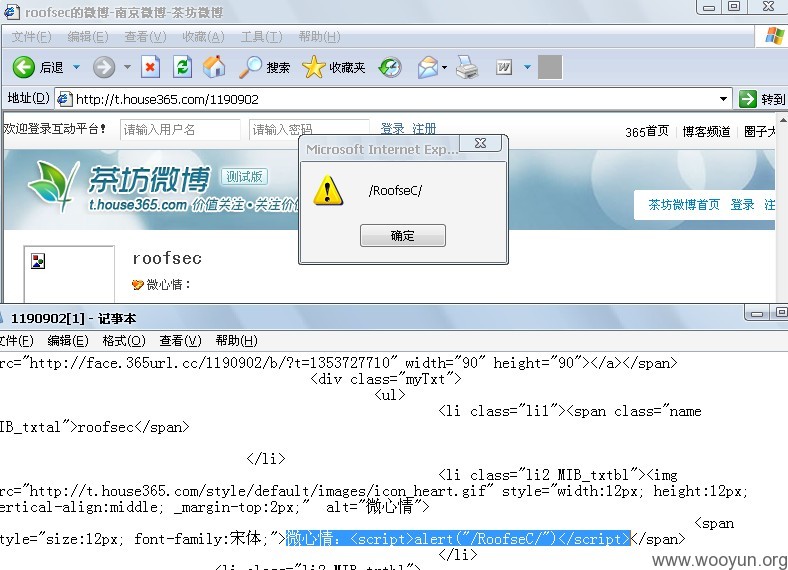 roofsec的微博-南京微博-茶坊微博
文件(F) 编辑(E) 查看(V) 收藏(A) 工具(T) 帮助(H)
后退 搜索 收藏夹
地址(D) http://t.house365.com/1190902 转到
欢迎登录互动平台! 请输入用户名 请输入密码 登录 注册 365首页 博客频道 圈子
茶坊微博 测试版
t.house365.com 价值关注·关注价
茶坊微博首页 登录 注
Microsoft Internet Exp...
/RoofseC/
确定
roofsec
微心情：
1190902[1] - 记事本
文件(F) 编辑(E) 格式(O) 查看(V) 帮助(H)
rc="http://face.365url.cc/1190902/b/?t=1353727710" width="90" height="90"></a></span>
<div class="myTxt">
<ul>
<li class="li1"><span class="name
IB_txtal">roofsec</span>
</li>
<li class="li2 MIB_txtbl"><img
rc="http://t.house365.com/style/default/images/icon_heart.gif" style="width:12px; height:12px;
ertical-align:middle; _margin-top:2px;" alt="微心情">
<span
tyle="size:12px; font-family:宋体;">微心情：<script>alert("/RoofseC/")</script></span>
</li>
<li class="li2 MIB_txtbl">
www.wooyun.org